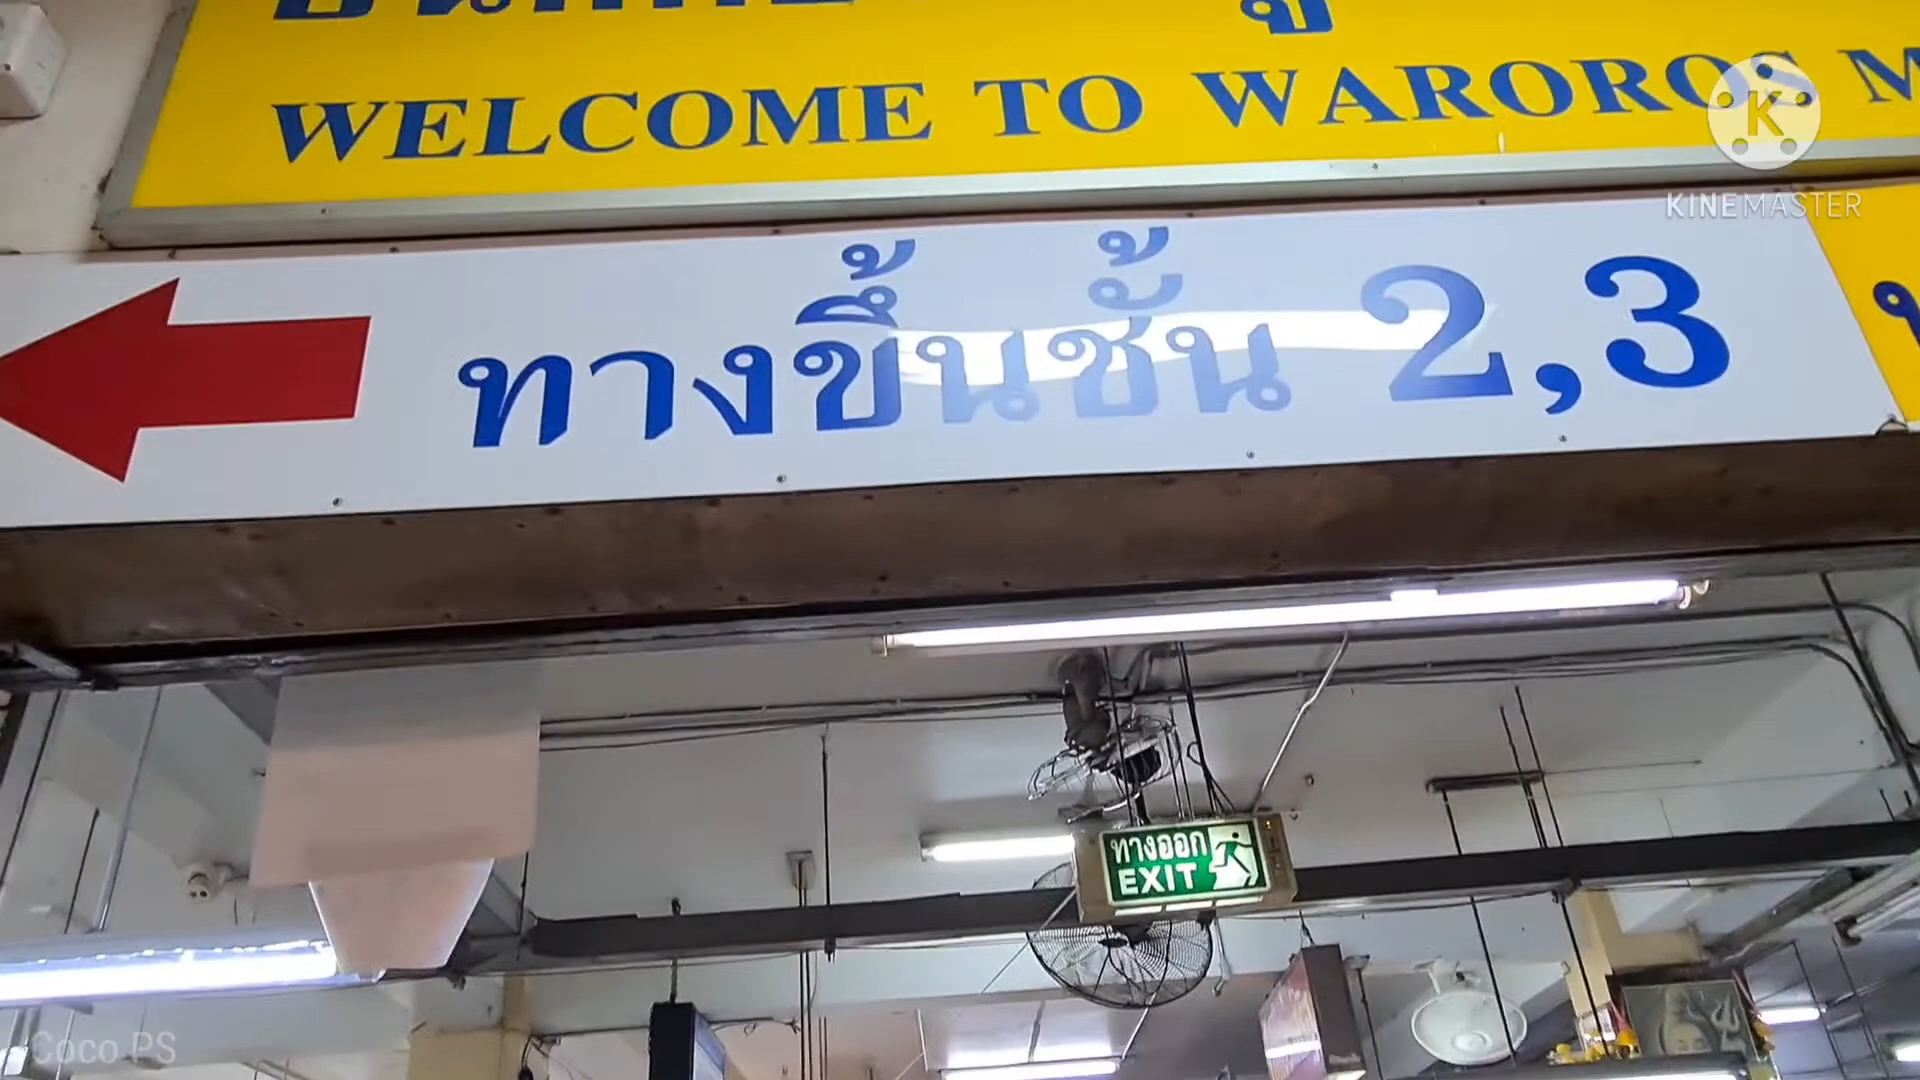 WELCOME TO WAROROS
KINEMASTER
ทางขึ้นชั้น 2,3
ทางออก
EXIT
Coco PS